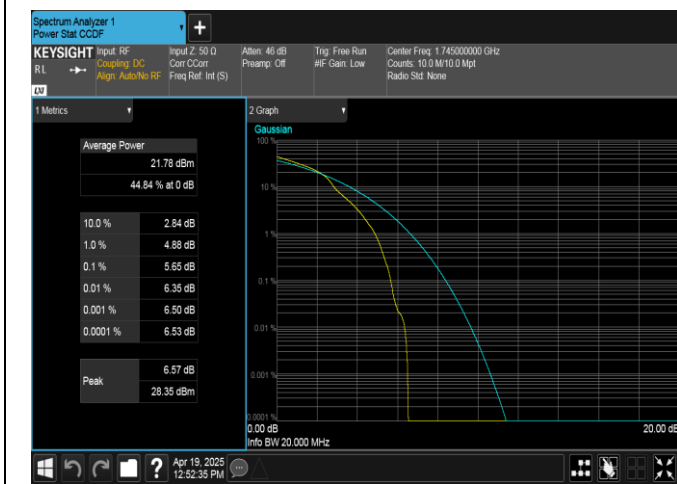 Spectrum Analyzer 1
Power Stat CCDF
+
KEYSIGHT
RL
LXI
Input: RF
Coupling: DC
Align: Auto/No RF
Input Z: 50 Ω
Corr CCorr
Freq Ref: Int (S)
Atten: 46 dB
Preamp: Off
Trig: Free Run
#IF Gain: Low
Center Freq: 1.745000000 GHz
Counts: 10.0 M/10.0 Mpt
Radio Std: None
1 Metrics
Average Power
21.78 dBm
44.84 % at 0 dB
10.0 % 2.84 dB
1.0 % 4.88 dB
0.1 % 5.65 dB
0.01 % 6.35 dB
0.001 % 6.50 dB
0.0001 % 6.53 dB
Peak 6.57 dB
28.35 dBm
2 Graph
Gaussian
100 %
10 %
1 %
0.1 %
0.01 %
0.001 %
0.0001 %
0.00 dB 20.00 dB
Info BW 20.000 MHz
?
Apr 19, 2025
12:52:35 PM